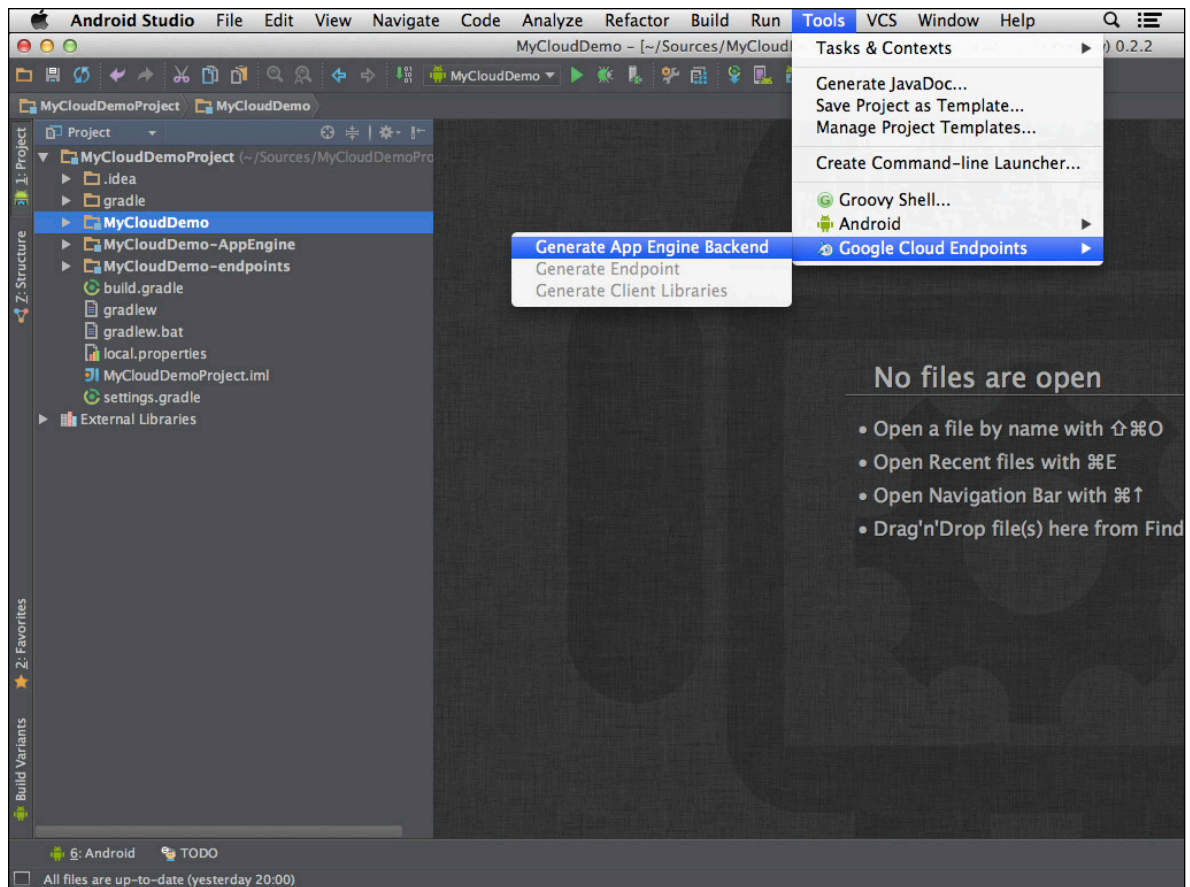 Android Studio File Edit View Navigate Code Analyze Refactor Build Run Tools VCS Window Help
MyCloudDemo – [~/Sources/MyCloudl
) 0.2.2
MyCloudDemo
MyCloudDemoProject MyCloudDemo
Tasks & Contexts
Generate JavaDoc...
Save Project as Template...
Manage Project Templates...
Create Command-line Launcher...
Groovy Shell...
Android
Google Cloud Endpoints
Generate App Engine Backend
Generate Endpoint
Generate Client Libraries
1: Project
Z: Structure
2: Favorites
Build Variants
Project
MyCloudDemoProject (~/Sources/MyCloudDemoPro
.idea
gradle
MyCloudDemo
MyCloudDemo-AppEngine
MyCloudDemo-endpoints
build.gradle
gradlew
gradlew.bat
local.properties
MyCloudDemoProject.iml
settings.gradle
External Libraries
No files are open
• Open a file by name with ⇧⌘O
• Open Recent files with ⌘E
• Open Navigation Bar with ⌘↑
• Drag'n'Drop file(s) here from Find
6: Android TODO
All files are up-to-date (yesterday 20:00)